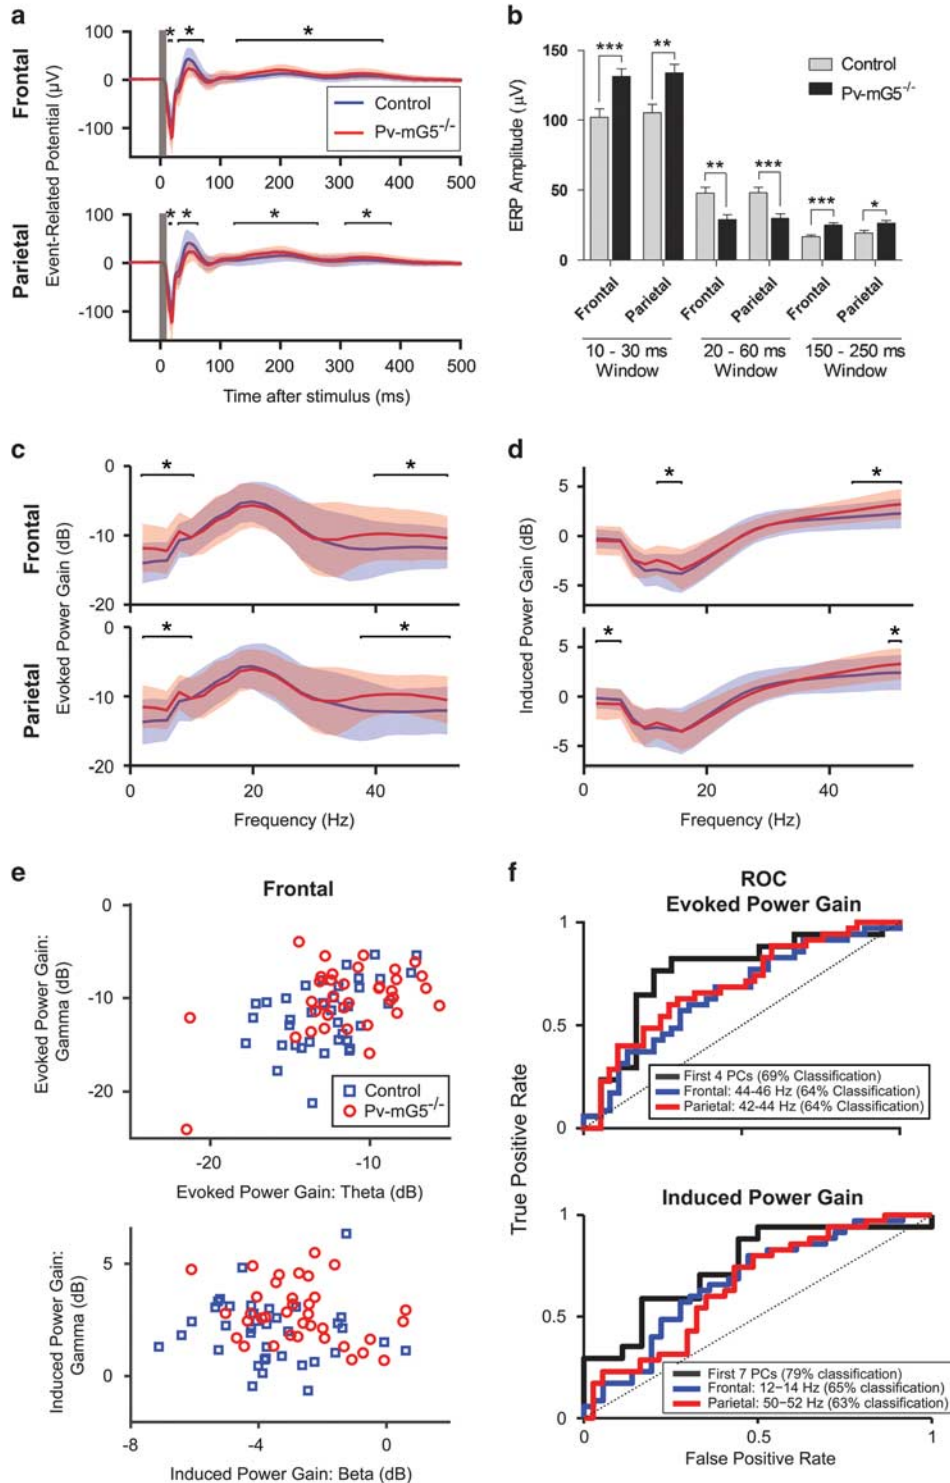 a
Frontal
Parietal
Event-Related Potential (µV)
100
0
-100
* * *
Control
Pv-mG5-/-
0 100 200 300 400 500
100
0
-100
* * * *
0 100 200 300 400 500
Time after stimulus (ms)
b
ERP Amplitude (µV)
150
100
50
0
*** ** ** *** *** *
Control
Pv-mG5-/-
Frontal Parietal Frontal Parietal Frontal Parietal
10 - 30 ms 20 - 60 ms 150 - 250 ms
Window Window Window
c
Frontal
Parietal
Evoked Power Gain (dB)
0
-10
-20
* *
0
-10
-20
* *
0 20 40
Frequency (Hz)
d
Induced Power Gain (dB)
5
0
-5
* *
5
0
-5
* *
0 20 40
Frequency (Hz)
e
Frontal
Evoked Power Gain:
Gamma (dB)
0
-10
-20
Control
Pv-mG5-/-
-20 -10
Evoked Power Gain: Theta (dB)
Induced Power Gain:
Gamma (dB)
5
0
-8 -4 0
Induced Power Gain: Beta (dB)
f
ROC
Evoked Power Gain
True Positive Rate
1
0.5
0
First 4 PCs (69% Classification)
Frontal: 44-46 Hz (64% Classification)
Parietal: 42-44 Hz (64% Classification)
Induced Power Gain
1
0.5
0
First 7 PCs (79% classification)
Frontal: 12−14 Hz (65% classification)
Parietal: 50−52 Hz (63% classification)
0 0.5 1
False Positive Rate